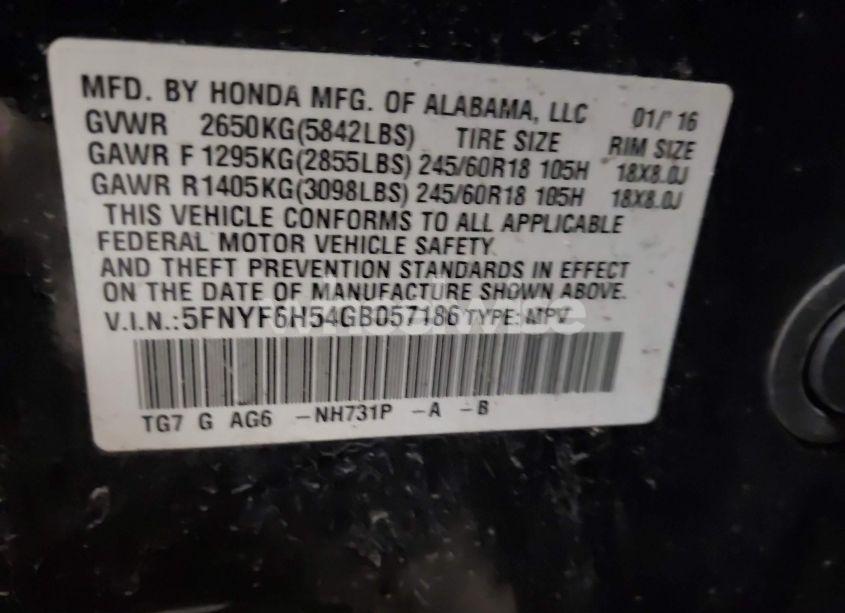 MFD. BY HONDA MFG. OF ALABAMA, LLC 01/'16
GVWR 2650KG(5842LBS) TIRE SIZE RIM SIZE
GAWR F 1295KG(2855LBS) 245/60R18 105H 18X8.0J
GAWR R1405KG(3098LBS) 245/60R18 105H 18X8.0J
THIS VEHICLE CONFORMS TO ALL APPLICABLE
FEDERAL MOTOR VEHICLE SAFETY
AND THEFT PREVENTION STANDARDS IN EFFECT
ON THE DATE OF MANUFACTURE SHOWN ABOVE.
V.I.N.:5FNYF6H54GB057186 TYPE: MPV
TG7 G AG6 -NH731P -A -B